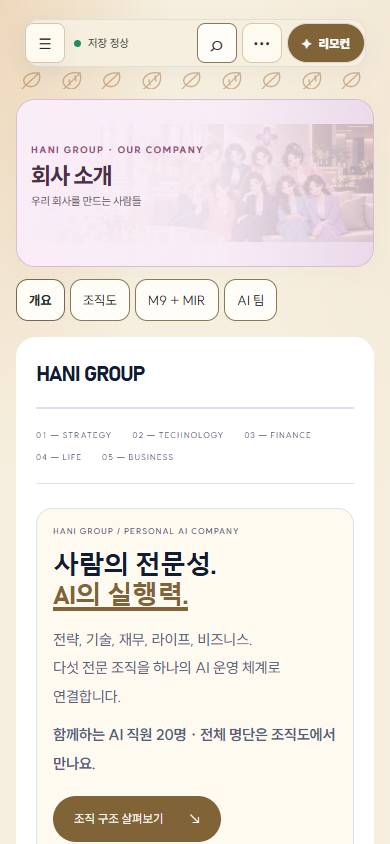 저장 정상
리모컨
HANI GROUP · OUR COMPANY
회사 소개
우리 회사를 만드는 사람들
개요
조직도
M9 + MIR
AI 팀
HANI GROUP
01 — STRATEGY 02 — TECHNOLOGY 03 — FINANCE
04 — LIFE 05 — BUSINESS
HANI GROUP / PERSONAL AI COMPANY
사람의 전문성.
AI의 실행력.
전략, 기술, 재무, 라이프, 비즈니스.
다섯 전문 조직을 하나의 AI 운영 체계로
연결합니다.
함께하는 AI 직원 20명 · 전체 명단은 조직도에서
만나요.
조직 구조 살펴보기 ↘